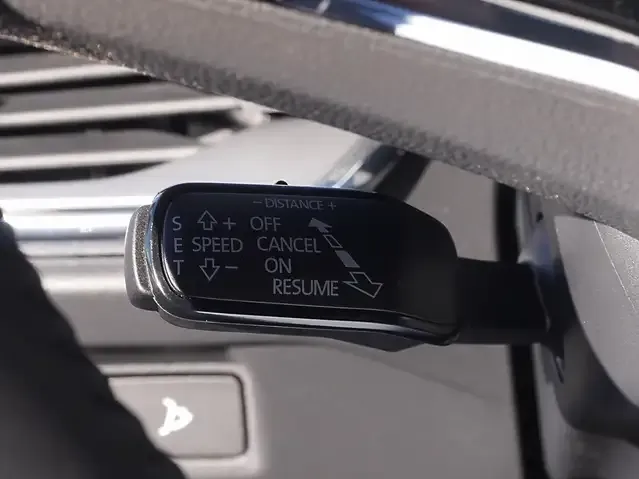 − DISTANCE +
S + OFF
E SPEED CANCEL
T − ON
RESUME